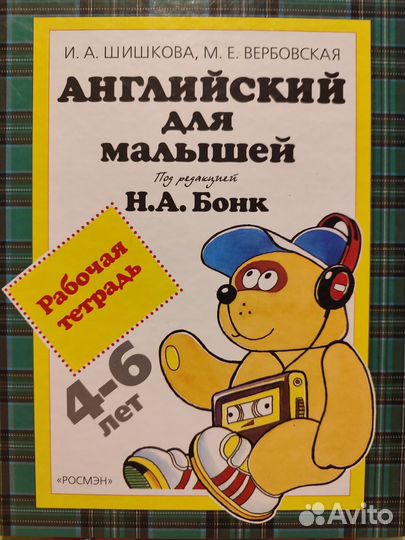 И. А. ШИШКОВА, М. Е. ВЕРБОВСКАЯ
АНГЛИЙСКИЙ
ДЛЯ
МАЛЫШЕЙ
Под редакцией
Н.А. Бонк
Рабочая
тетрадь
4-6
лет
«РОСМЭН»
Avito